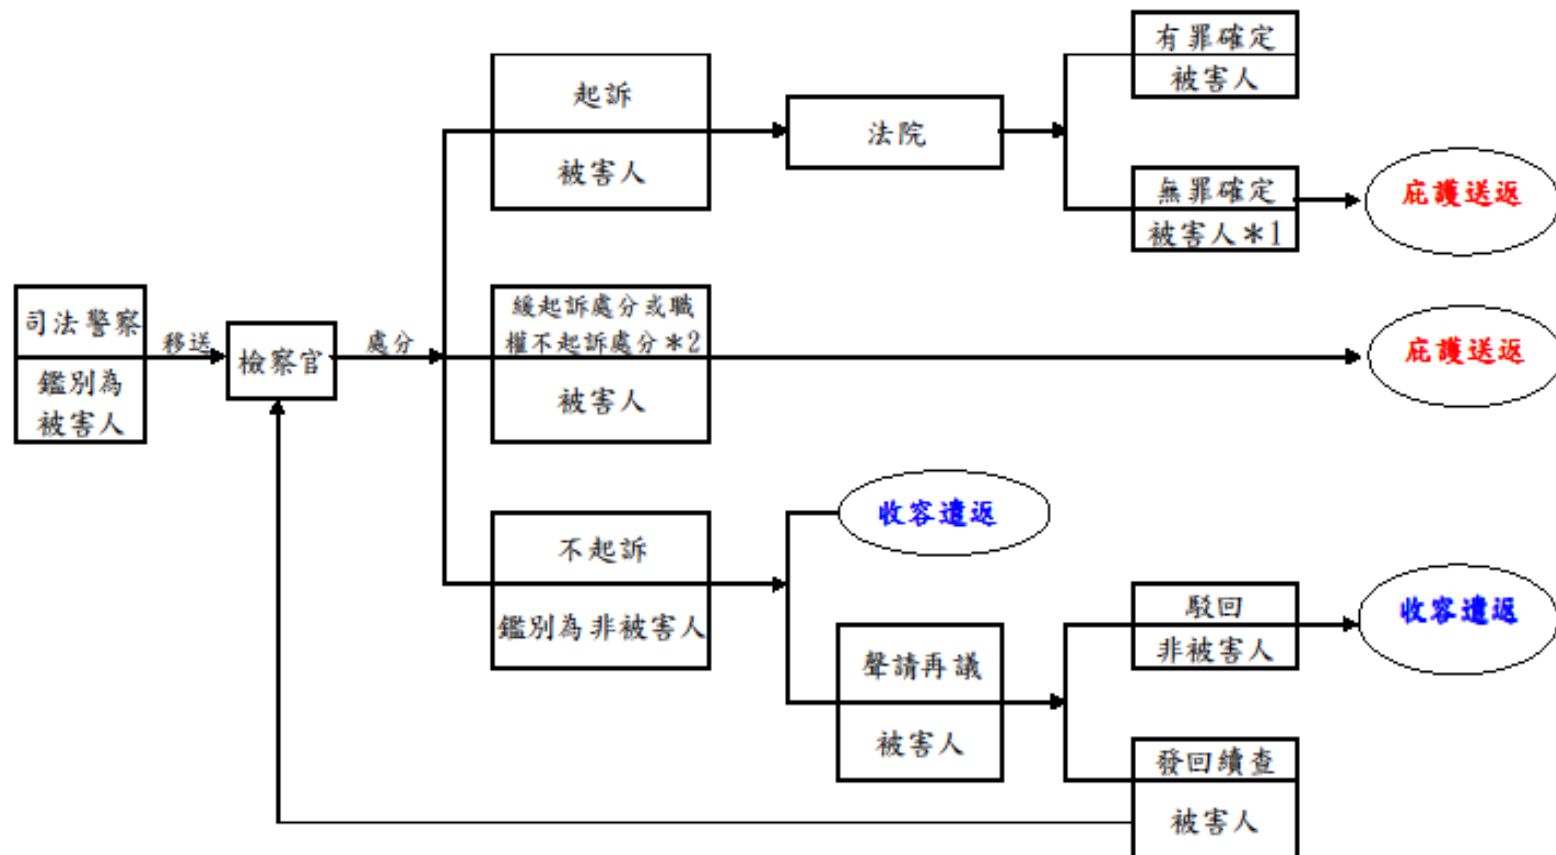 司法警察
鑑別為
被害人
移送
檢察官
處分
起訴
被害人
法院
有罪確定
被害人
無罪確定
被害人*1
庇護送返
緩起訴處分或職
權不起訴處分*2
被害人
庇護送返
不起訴
鑑別為非被害人
收容遣返
聲請再議
被害人
駁回
非被害人
收容遣返
發回續查
被害人